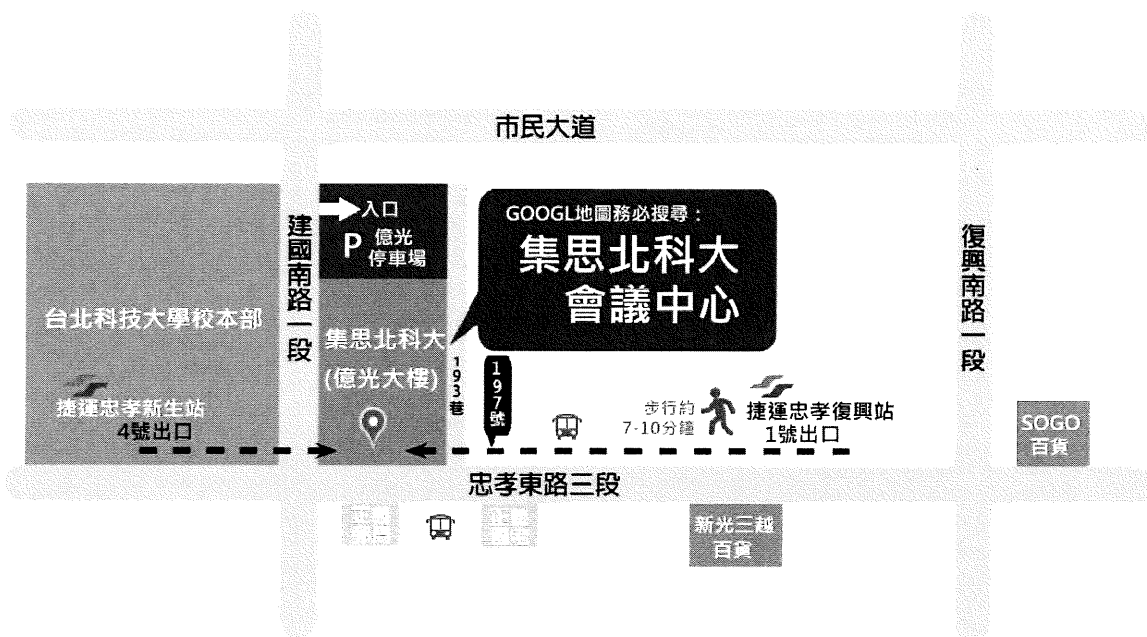 市民大道
入口
P 億光
停車場
GOOGL地圖務必搜尋：
集思北科大
會議中心
建國南路一段
復興南路一段
台北科技大學校本部
集思北科大
(億光大樓)
193巷
197號
捷運忠孝新生站
4號出口
步行約
7-10分鐘
捷運忠孝復興站
1號出口
SOGO
百貨
忠孝東路三段
新光三越
百貨